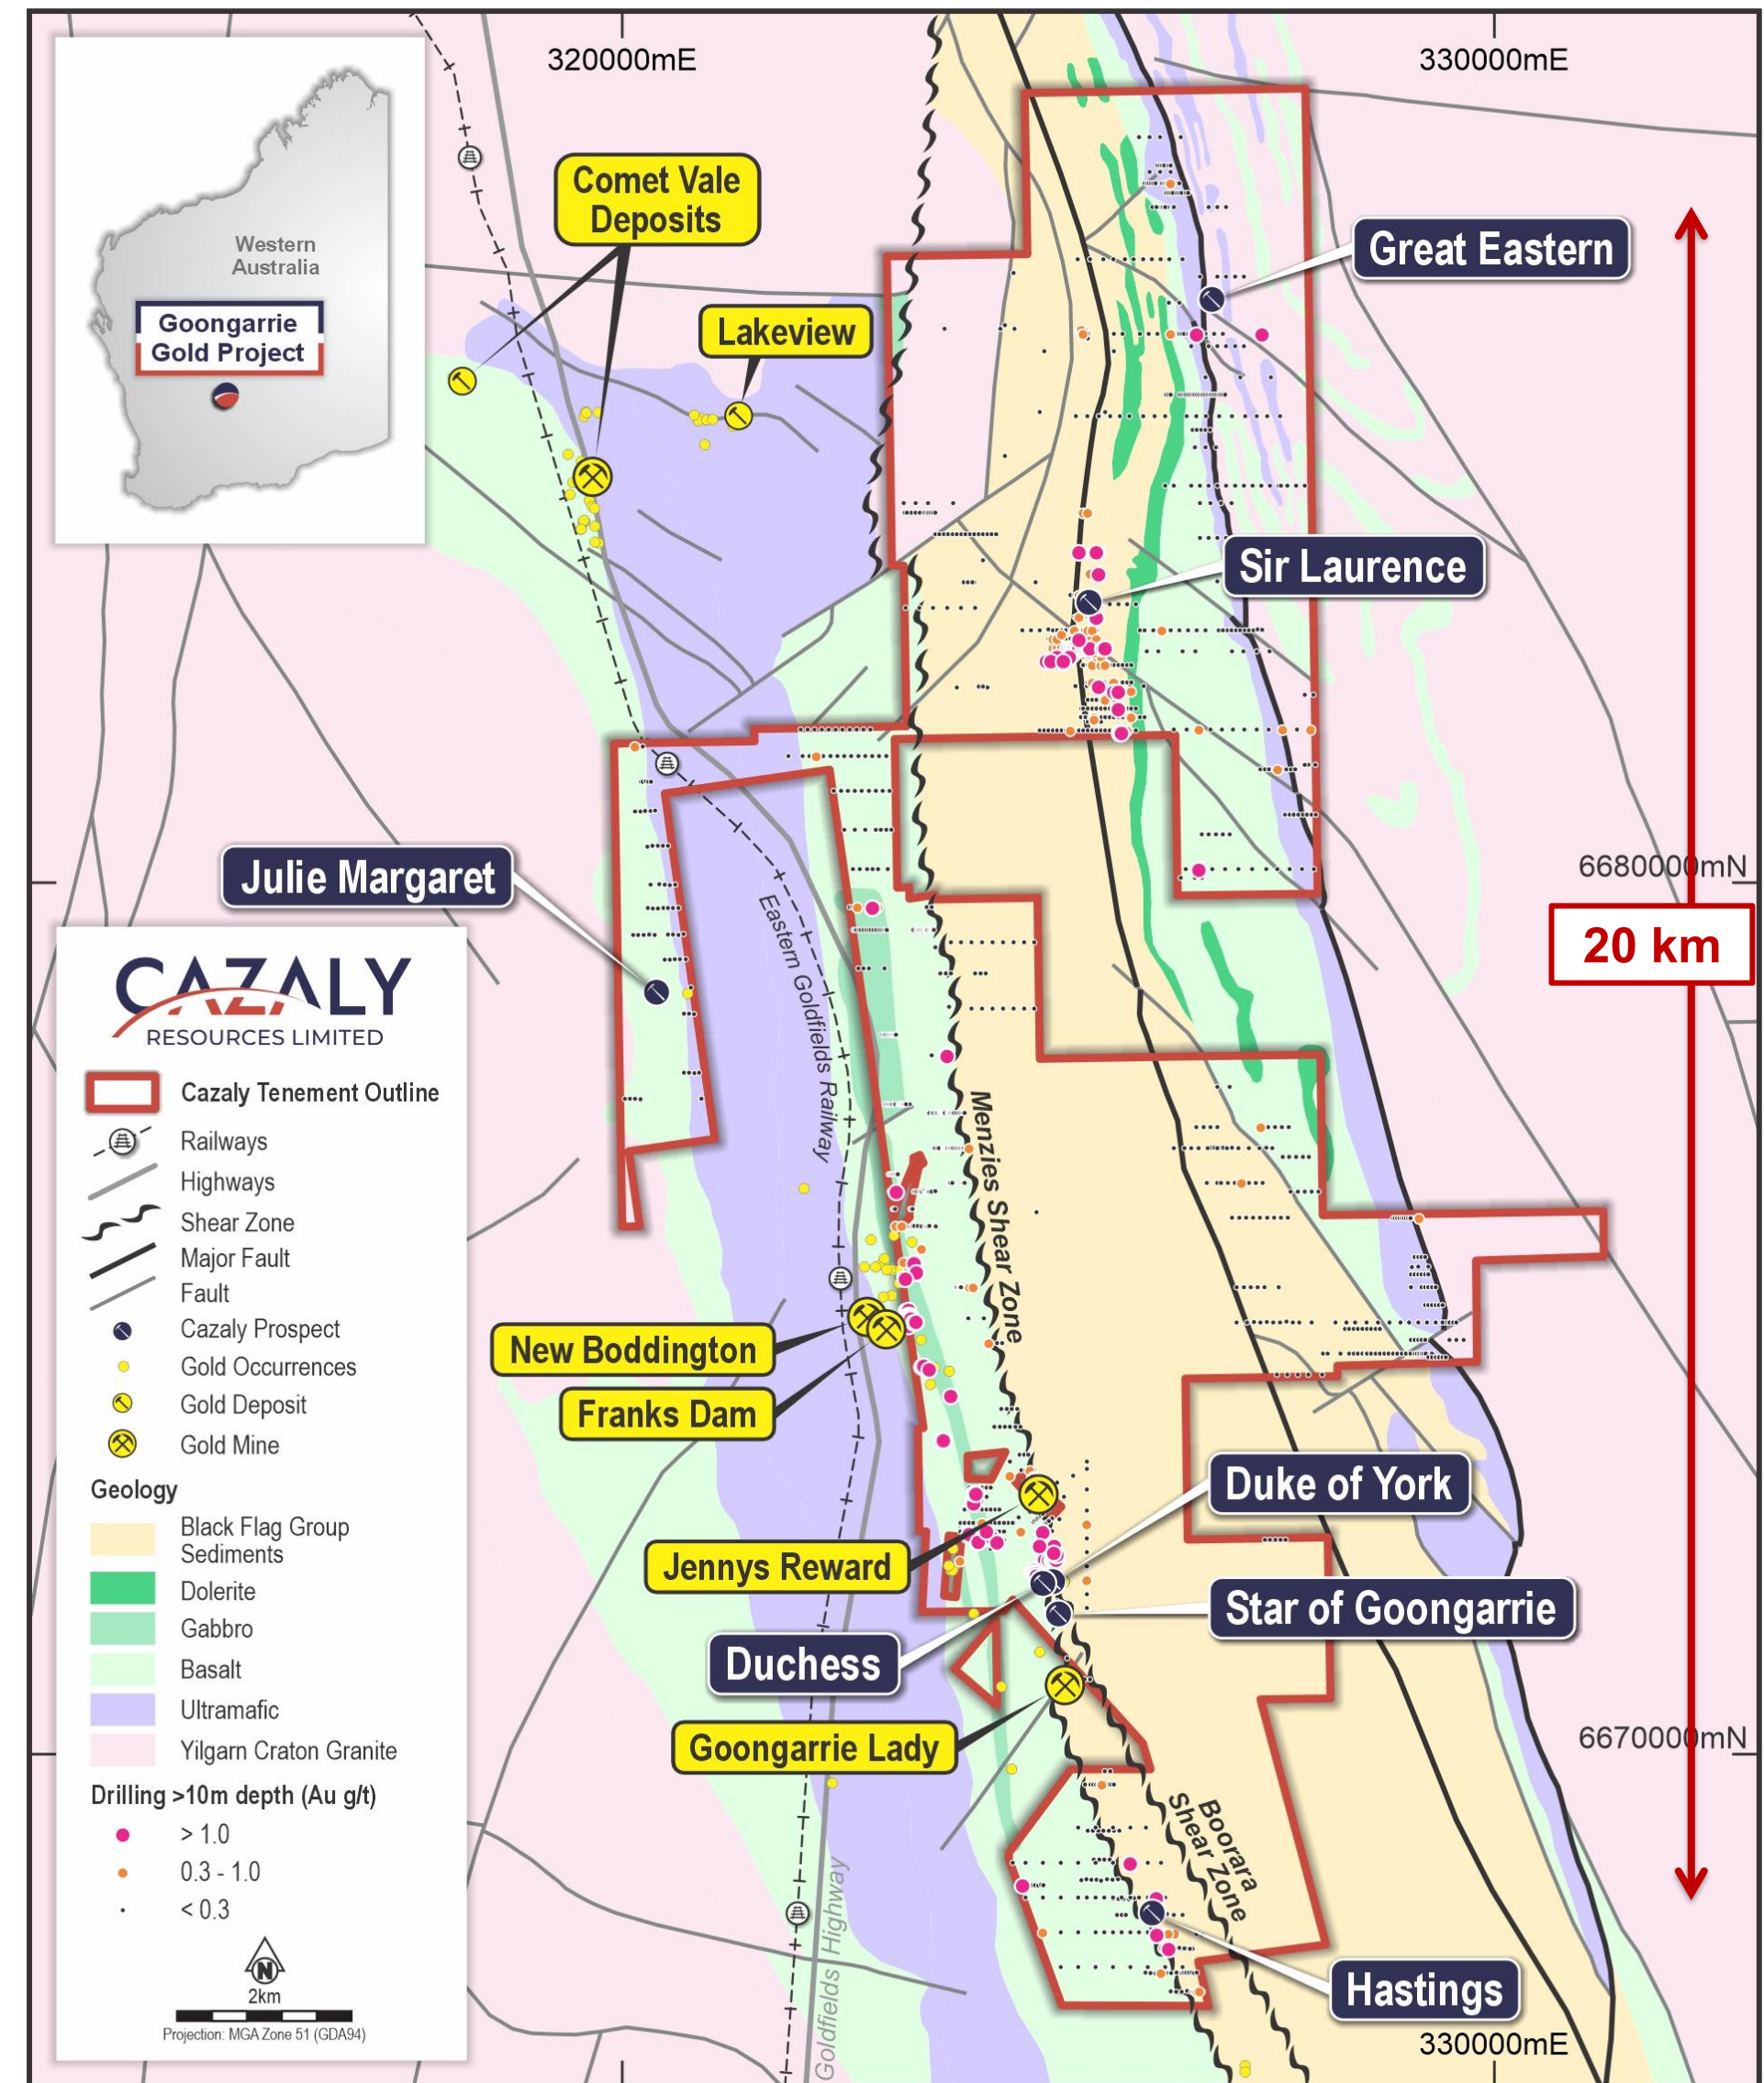 320000mE
330000mE
Western
Australia
Goongarrie
Gold Project
Comet Vale
Deposits
Lakeview
Great Eastern
Sir Laurence
Julie Margaret
6680000mN
20 km
Eastern Goldfields Railway
Menzies Shear Zone
New Boddington
Franks Dam
Duke of York
Jennys Reward
Star of Goongarrie
Duchess
Goongarrie Lady
6670000mN
Boorara
Shear Zone
Goldfields Highway
Hastings
330000mE
CAZALY
RESOURCES LIMITED
Cazaly Tenement Outline
Railways
Highways
Shear Zone
Major Fault
Fault
Cazaly Prospect
Gold Occurrences
Gold Deposit
Gold Mine
Geology
Black Flag Group
Sediments
Dolerite
Gabbro
Basalt
Ultramafic
Yilgarn Craton Granite
Drilling >10m depth (Au g/t)
> 1.0
0.3 - 1.0
< 0.3
N
2km
Projection: MGA Zone 51 (GDA94)